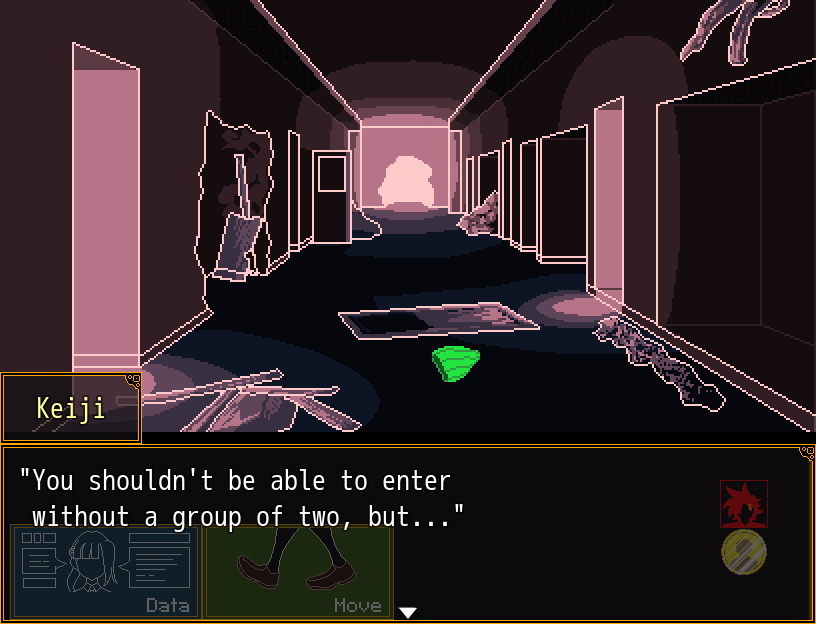 Keiji
"You shouldn't be able to enter
without a group of two, but..."
Data
Move